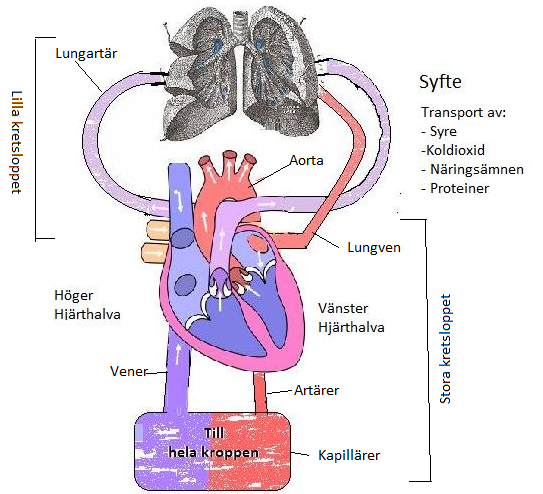 Lungartär
Lilla kretsloppet
Syfte
Transport av:
- Syre
-Koldioxid
- Näringsämnen
- Proteiner
Aorta
Lungven
Höger
Hjärthalva
Vänster
Hjärthalva
Stora kretsloppet
Vener
Artärer
Till
hela kroppen
Kapillärer